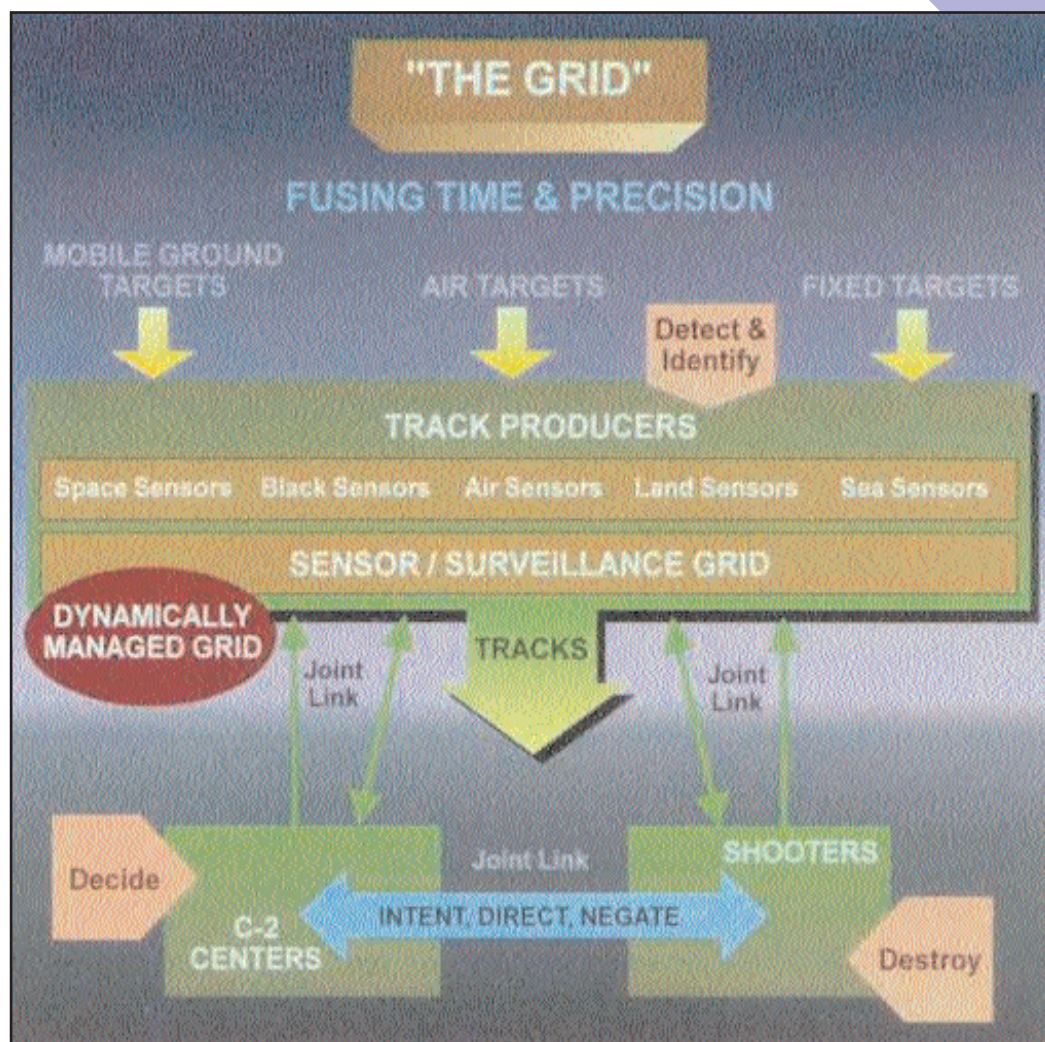 "THE GRID"
FUSING TIME & PRECISION
MOBILE GROUND
TARGETS
AIR TARGETS
FIXED TARGETS
Detect &
Identify
TRACK PRODUCERS
Space Sensors
Black Sensors
Air Sensors
Land Sensors
Sea Sensors
SENSOR / SURVEILLANCE GRID
DYNAMICALLY
MANAGED GRID
Joint
Link
TRACKS
Joint
Link
Decide
C-2
CENTERS
Joint Link
INTENT, DIRECT, NEGATE
SHOOTERS
Destroy